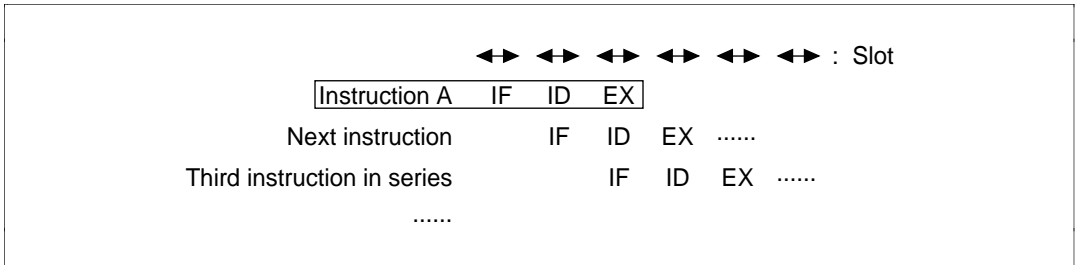 : Slot
Instruction A IF ID EX
Next instruction IF ID EX ......
Third instruction in series IF ID EX ......
......